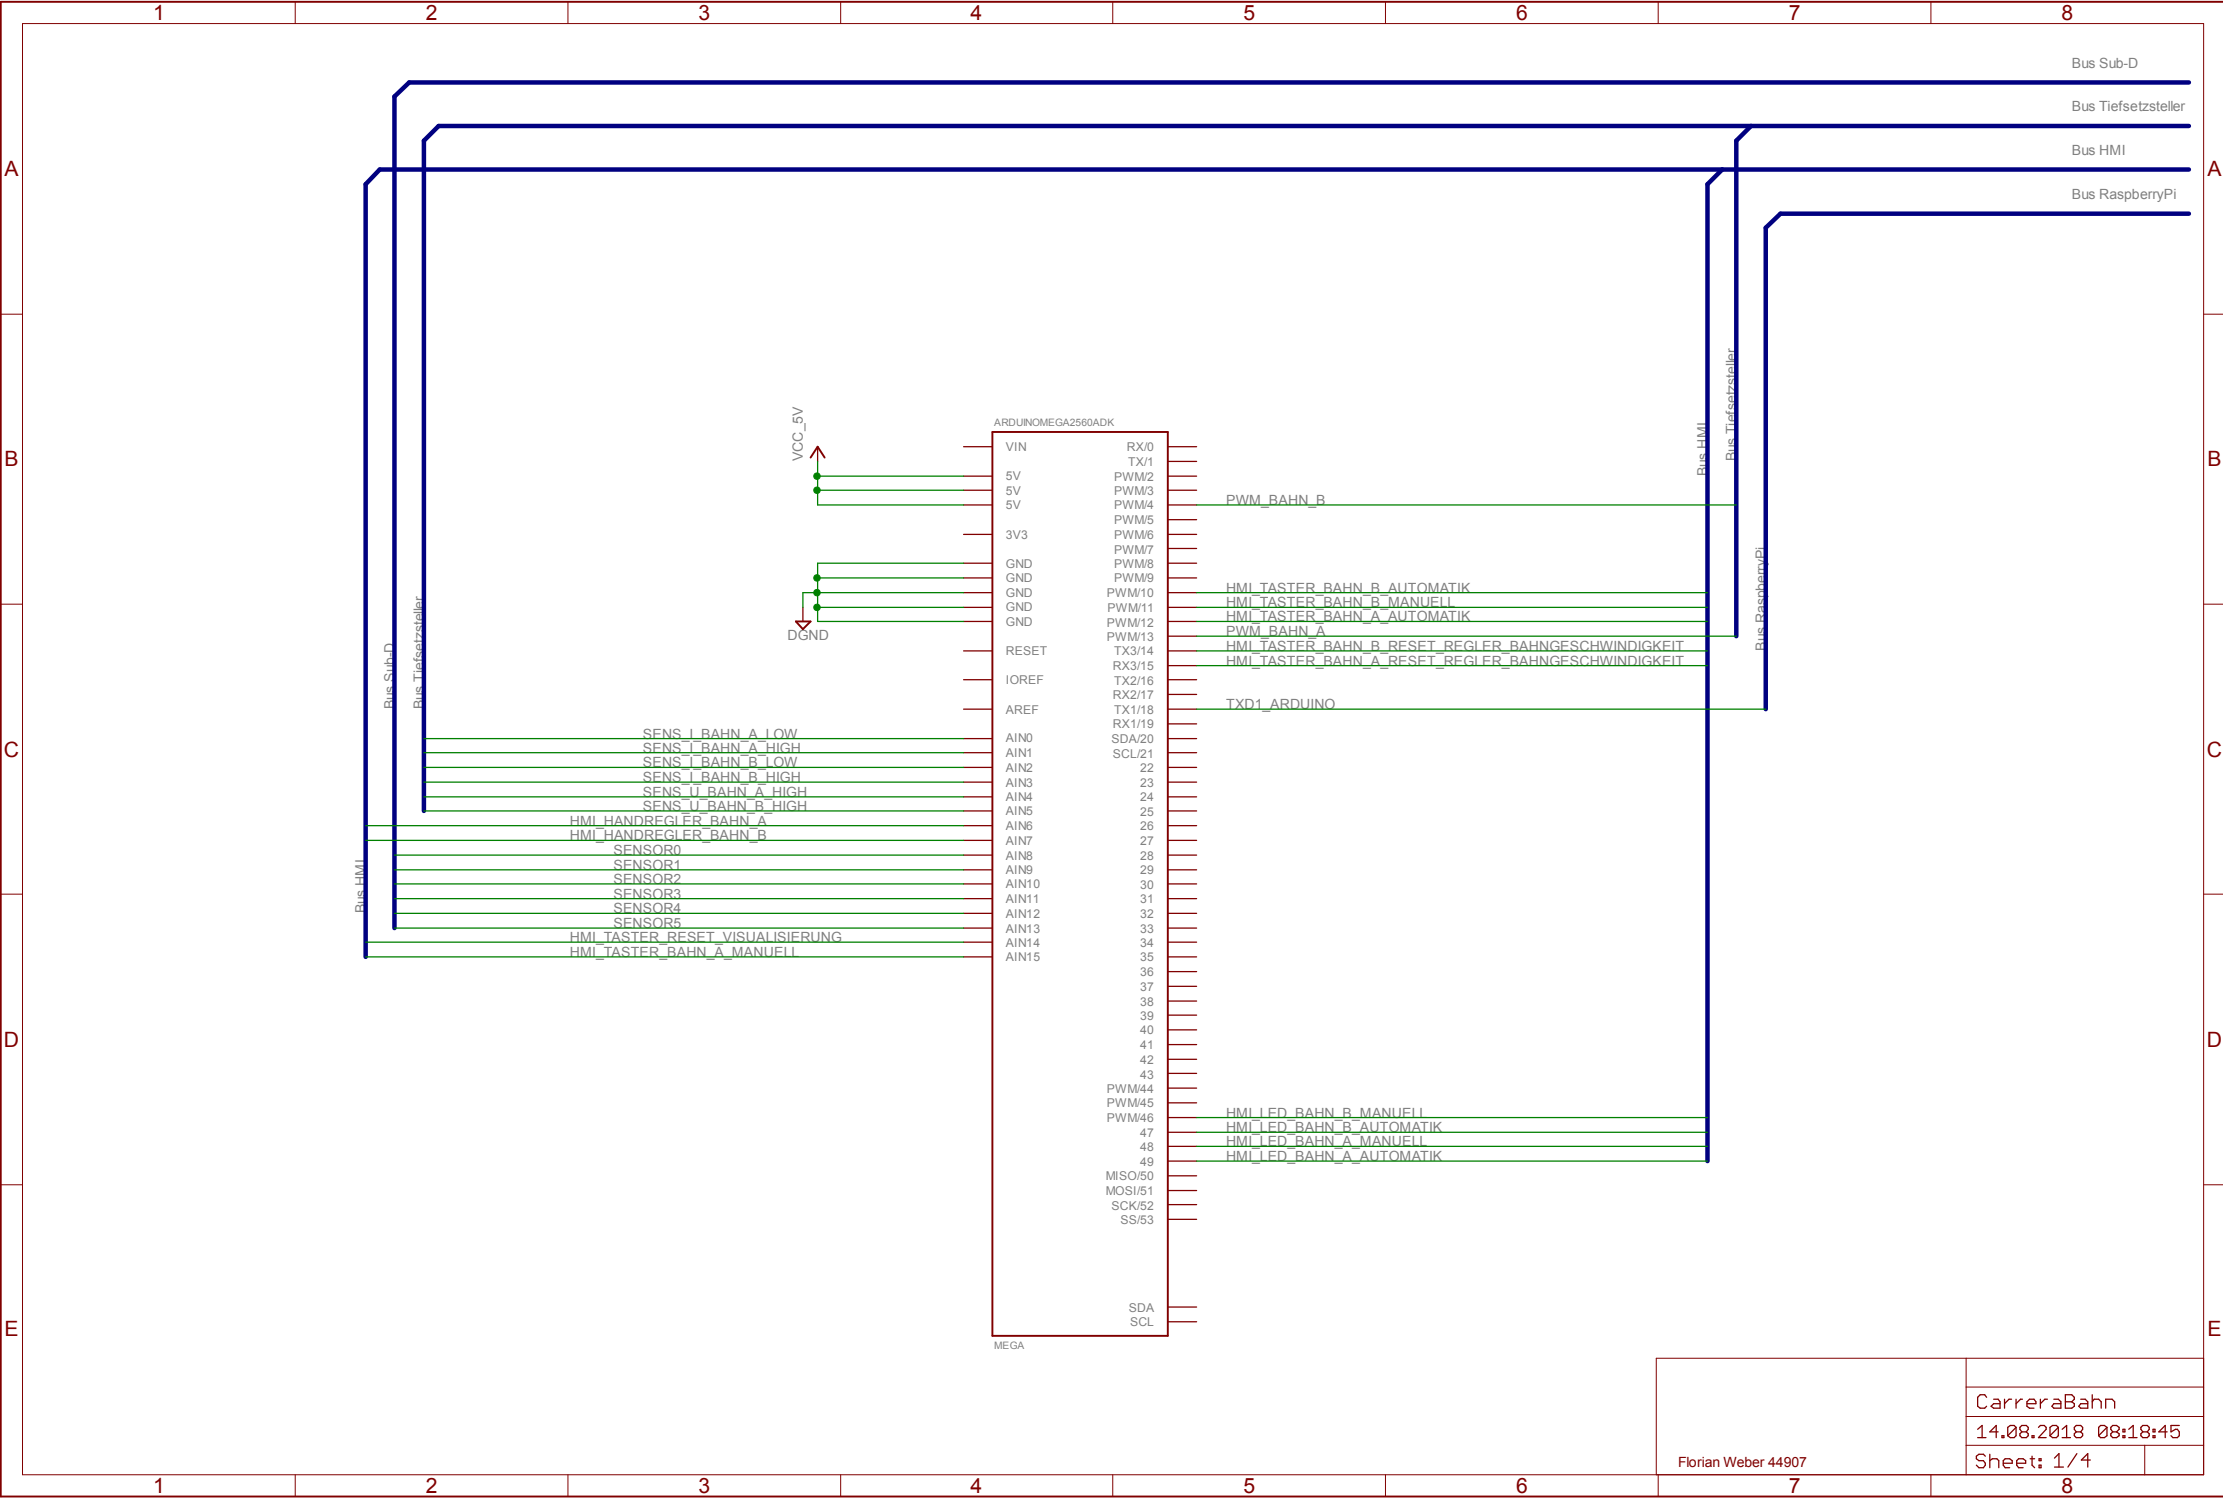 1 2 3 4 5 6 7 8
Bus Sub-D
Bus Tiefsetzsteller
Bus HMI
Bus RaspberryPi
A A
B B
C C
D D
E E
Bus HMI
Bus Sub-D
Bus Tiefsetzsteller
Bus HMI
Bus Tiefsetzsteller
Bus RaspberryPi
VCC_5V
DGND
ARDUINOMEGA2560ADK
VIN
5V
5V
5V
3V3
GND
GND
GND
GND
GND
RESET
IOREF
AREF
SENS_I_BAHN_A_LOW AIN0
SENS_I_BAHN_A_HIGH AIN1
SENS_I_BAHN_B_LOW AIN2
SENS_I_BAHN_B_HIGH AIN3
SENS_U_BAHN_A_HIGH AIN4
SENS_U_BAHN_B_HIGH AIN5
HMI_HANDREGLER_BAHN_A AIN6
HMI_HANDREGLER_BAHN_B AIN7
SENSOR0 AIN8
SENSOR1 AIN9
SENSOR2 AIN10
SENSOR3 AIN11
SENSOR4 AIN12
SENSOR5 AIN13
HMI_TASTER_RESET_VISUALISIERUNG AIN14
HMI_TASTER_BAHN_A_MANUELL AIN15
RX/0
TX/1
PWM/2
PWM/3
PWM/4 PWM_BAHN_B
PWM/5
PWM/6
PWM/7
PWM/8
PWM/9
PWM/10 HMI_TASTER_BAHN_B_AUTOMATIK
PWM/11 HMI_TASTER_BAHN_B_MANUELL
PWM/12 HMI_TASTER_BAHN_A_AUTOMATIK
PWM/13 PWM_BAHN_A
TX3/14 HMI_TASTER_BAHN_B_RESET_REGLER_BAHNGESCHWINDIGKEIT
RX3/15 HMI_TASTER_BAHN_A_RESET_REGLER_BAHNGESCHWINDIGKEIT
TX2/16
RX2/17
TX1/18 TXD1_ARDUINO
RX1/19
SDA/20
SCL/21
22
23
24
25
26
27
28
29
30
31
32
33
34
35
36
37
38
39
40
41
42
43
PWM/44
PWM/45
PWM/46 HMI_LED_BAHN_B_MANUELL
47 HMI_LED_BAHN_B_AUTOMATIK
48 HMI_LED_BAHN_A_MANUELL
49 HMI_LED_BAHN_A_AUTOMATIK
MISO/50
MOSI/51
SCK/52
SS/53
SDA
SCL
MEGA
CarreraBahn
14.08.2018 08:18:45
Florian Weber 44907
Sheet: 1/4
1 2 3 4 5 6 7 8